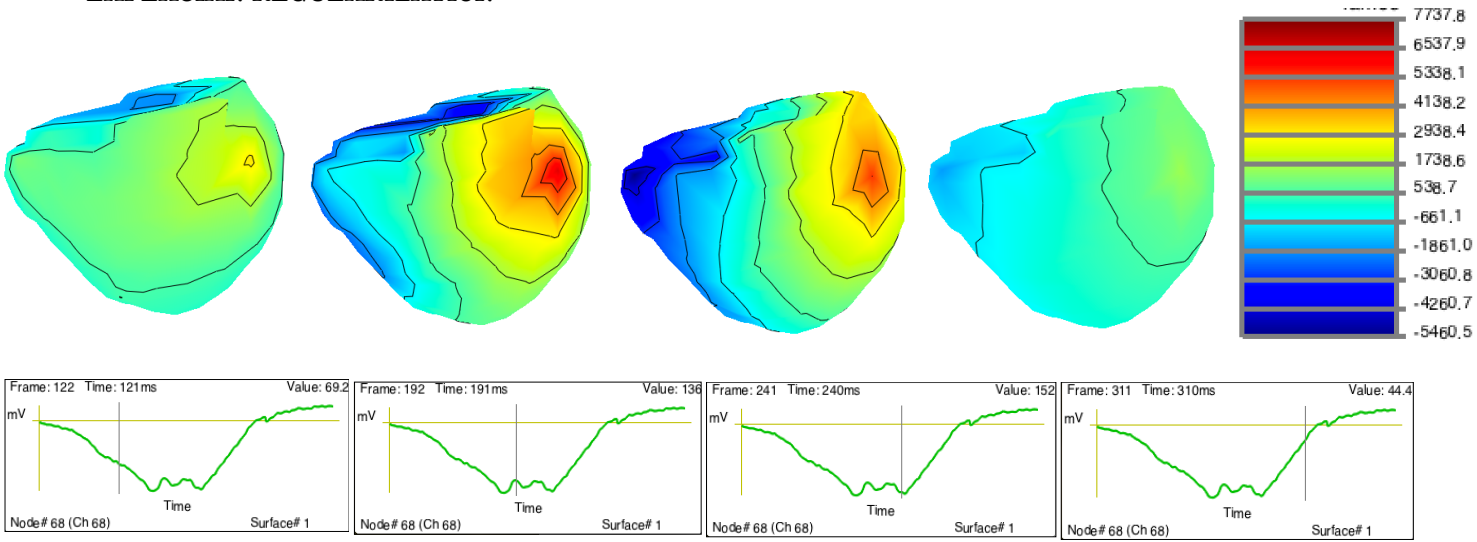 7737.8
6537.9
5338.1
4138.2
2938.4
1738.6
538.7
-661.1
-1861.0
-3060.8
-4260.7
-5460.5
Frame: 122 Time: 121ms Value: 69.2
mV
Time
Node# 68 (Ch 68) Surface# 1
Frame: 192 Time: 191ms Value: 136
mV
Time
Node# 68 (Ch 68) Surface# 1
Frame: 241 Time: 240ms Value: 152
mV
Time
Node# 68 (Ch 68) Surface# 1
Frame: 311 Time: 310ms Value: 44.4
mV
Time
Node# 68 (Ch 68) Surface# 1